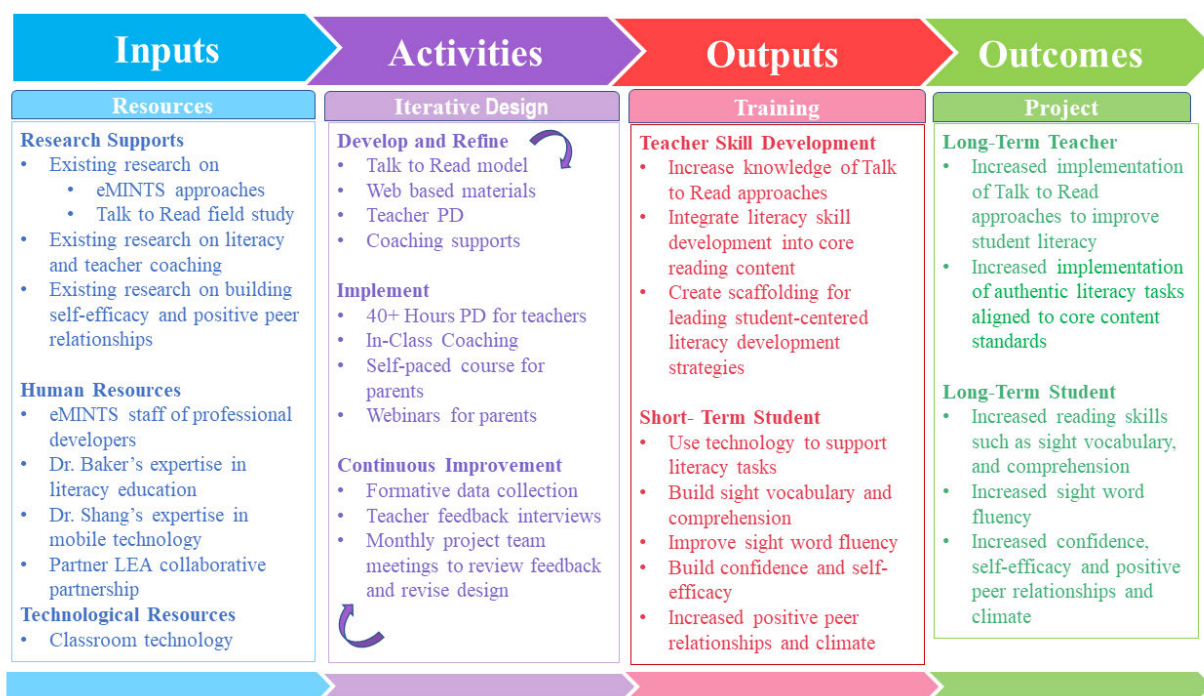 Inputs
Activities
Outputs
Outcomes
Resources
Research Supports
• Existing research on
• eMINTS approaches
• Talk to Read field study
• Existing research on literacy
and teacher coaching
• Existing research on building
self-efficacy and positive peer
relationships
Human Resources
• eMINTS staff of professional
developers
• Dr. Baker's expertise in
literacy education
• Dr. Shang's expertise in
mobile technology
• Partner LEA collaborative
partnership
Technological Resources
• Classroom technology
Iterative Design
Develop and Refine
• Talk to Read model
• Web based materials
• Teacher PD
• Coaching supports
Implement
• 40+ Hours PD for teachers
• In-Class Coaching
• Self-paced course for
parents
• Webinars for parents
Continuous Improvement
• Formative data collection
• Teacher feedback interviews
• Monthly project team
meetings to review feedback
and revise design
Training
Teacher Skill Development
• Increase knowledge of Talk
to Read approaches
• Integrate literacy skill
development into core
reading content
• Create scaffolding for
leading student-centered
literacy development
strategies
Short- Term Student
• Use technology to support
literacy tasks
• Build sight vocabulary and
comprehension
• Improve sight word fluency
• Build confidence and self-
efficacy
• Increased positive peer
relationships and climate
Project
Long-Term Teacher
• Increased implementation
of Talk to Read
approaches to improve
student literacy
• Increased implementation
of authentic literacy tasks
aligned to core content
standards
Long-Term Student
• Increased reading skills
such as sight vocabulary,
and comprehension
• Increased sight word
fluency
• Increased confidence,
self-efficacy and positive
peer relationships and
climate